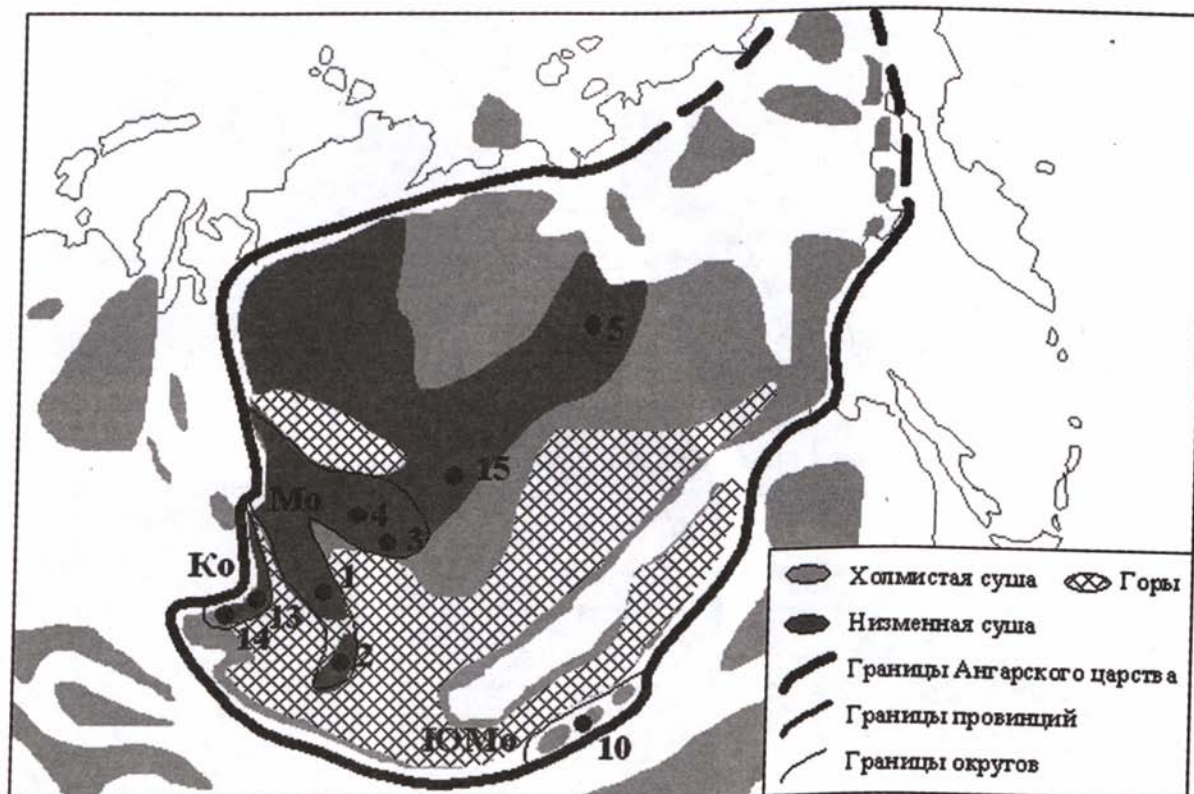 5
15
Мо
4
3
Ко
1
13
14
2
ЮМо
10
Холмистая суша
Горы
Низменная суша
Границы Ангарского царства
Границы провинций
Границы округов